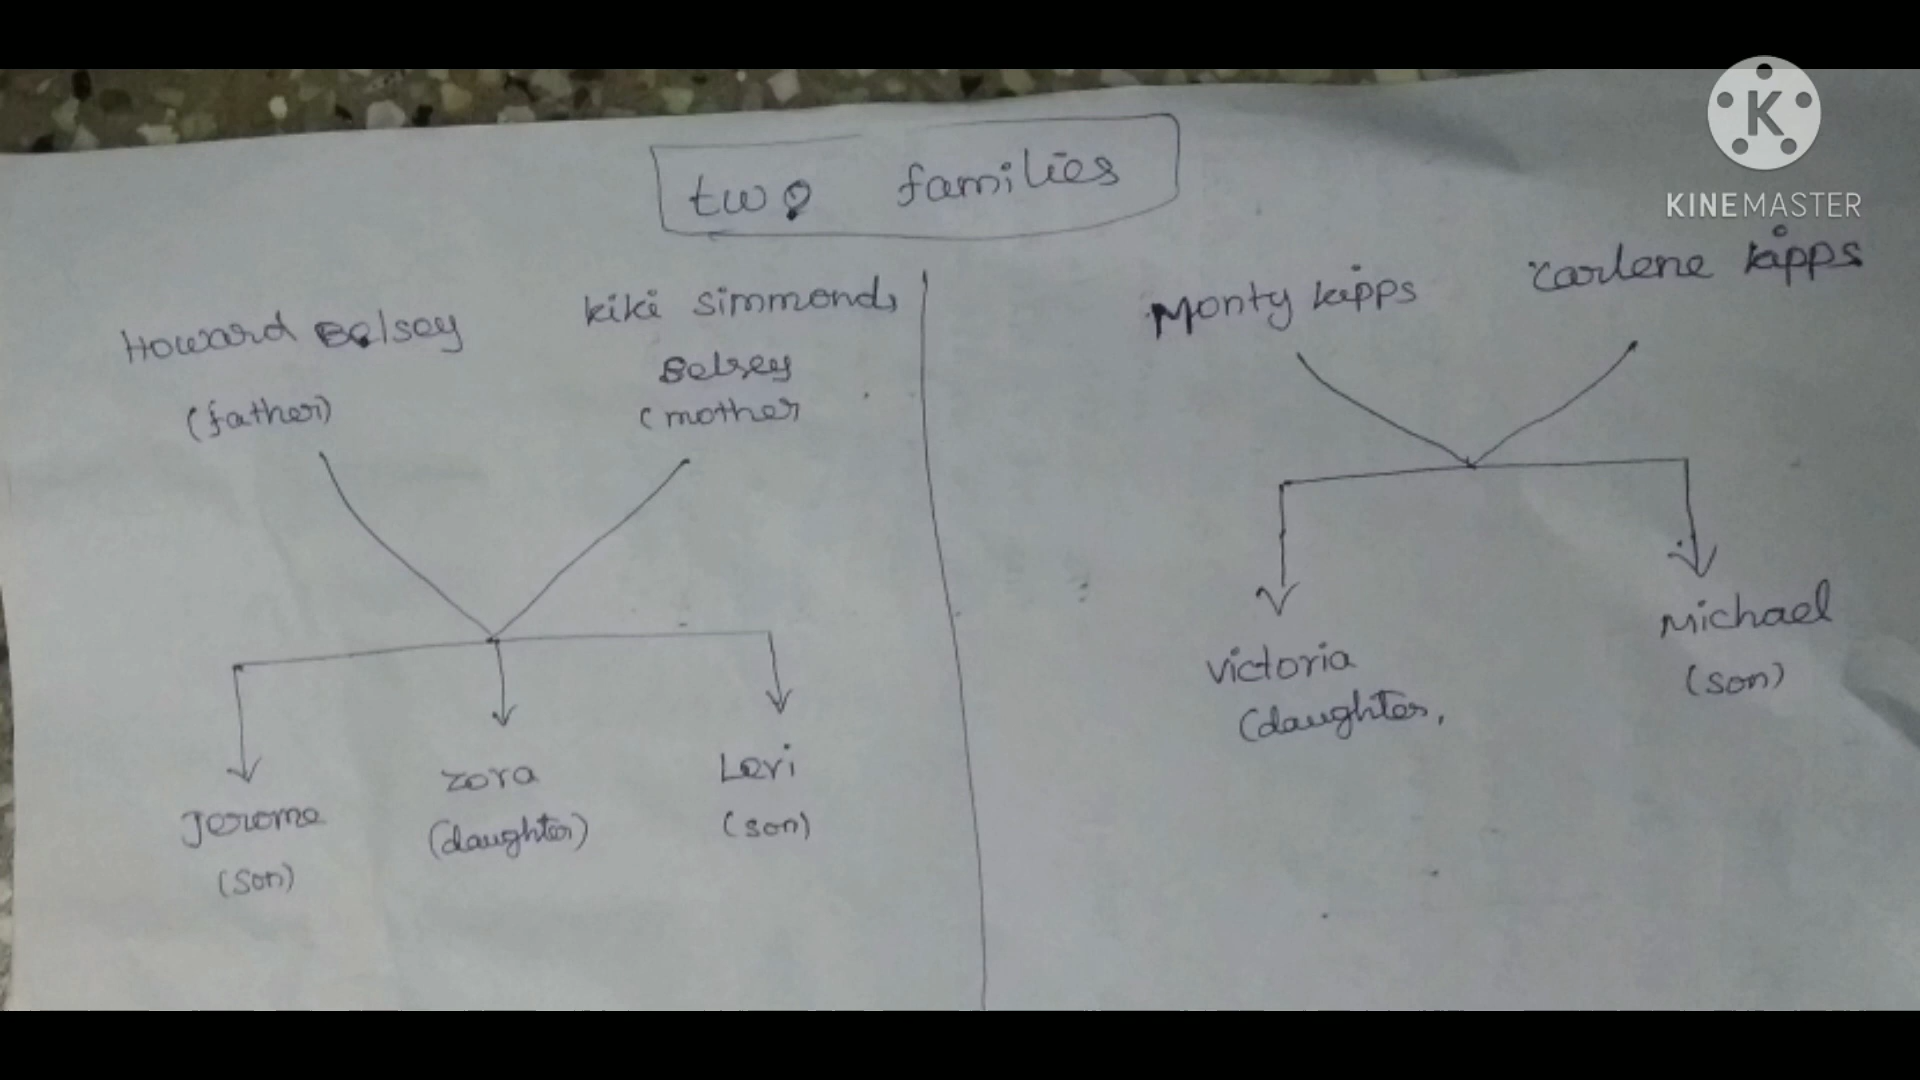 two families
KINEMASTER
Howard Belsey
(father)
kiki simmonds
Belsey
(mother
Jerome
(son)
zora
(daughter)
Levi
(son)
Monty kipps
carlene kipps
victoria
(daughter,
Michael
(son)